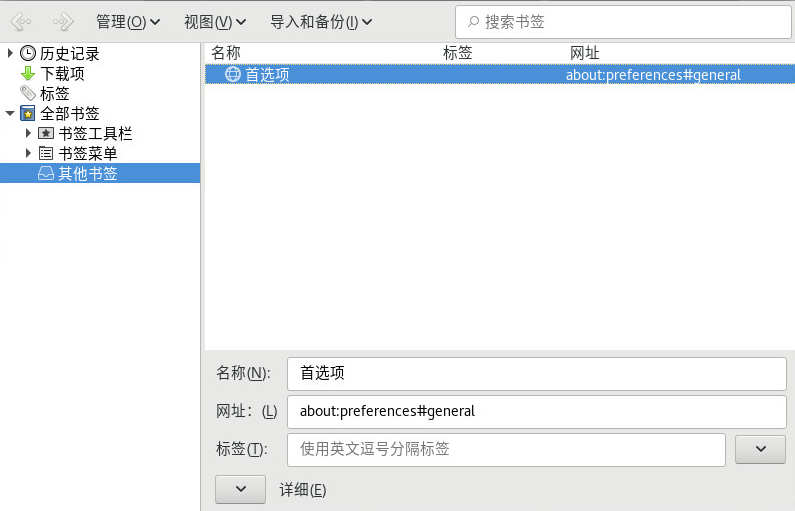 管理(O) 视图(V) 导入和备份(I) 搜索书签
历史记录
下载项
标签
全部书签
书签工具栏
书签菜单
其他书签
名称 标签 网址
首选项 about:preferences#general
名称(N): 首选项
网址：(L) about:preferences#general
标签(T): 使用英文逗号分隔标签
详细(E)